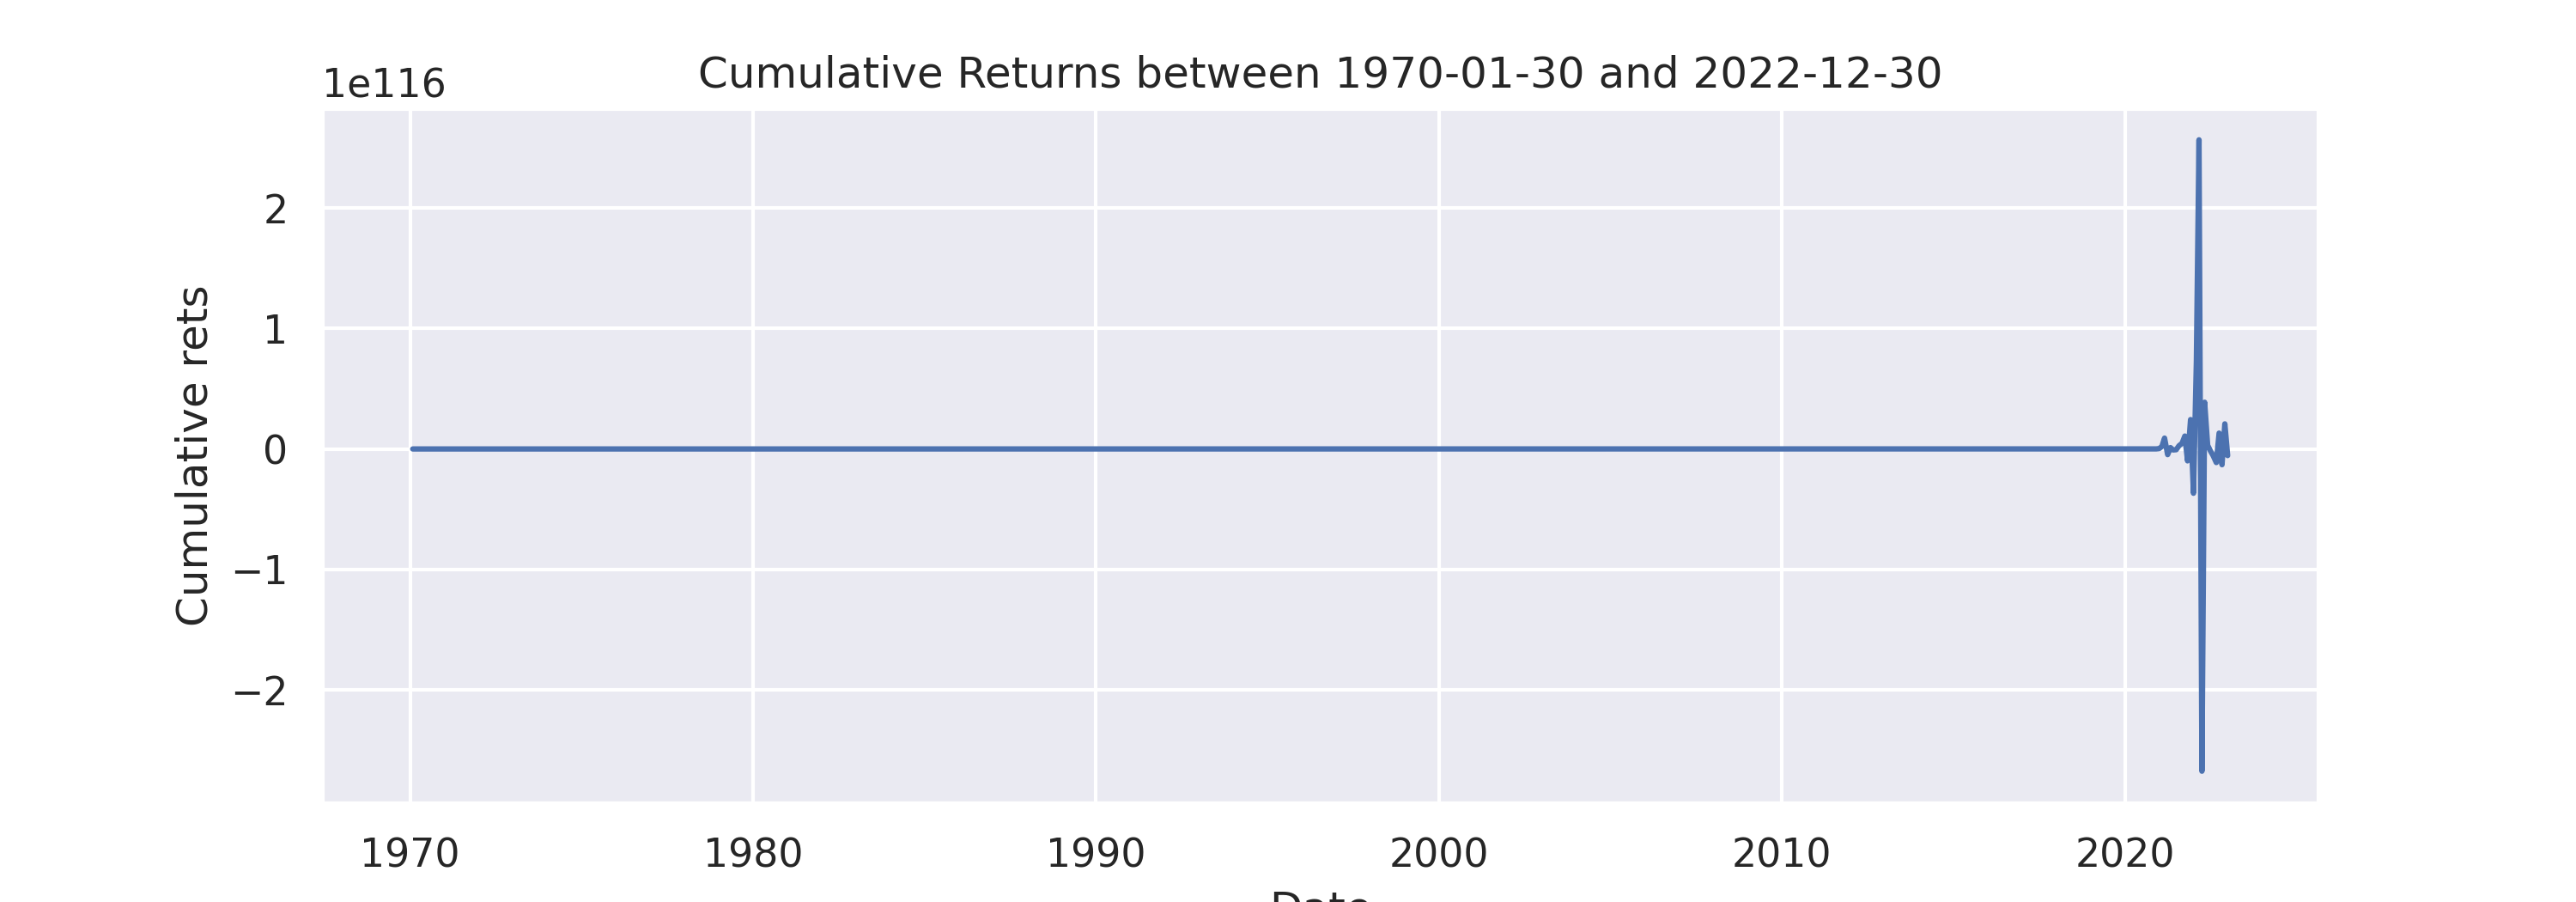 Cumulative Returns between 1970-01-30 and 2022-12-30
1e116
Cumulative rets
2
1
0
−1
−2
1970 1980 1990 2000 2010 2020
Date